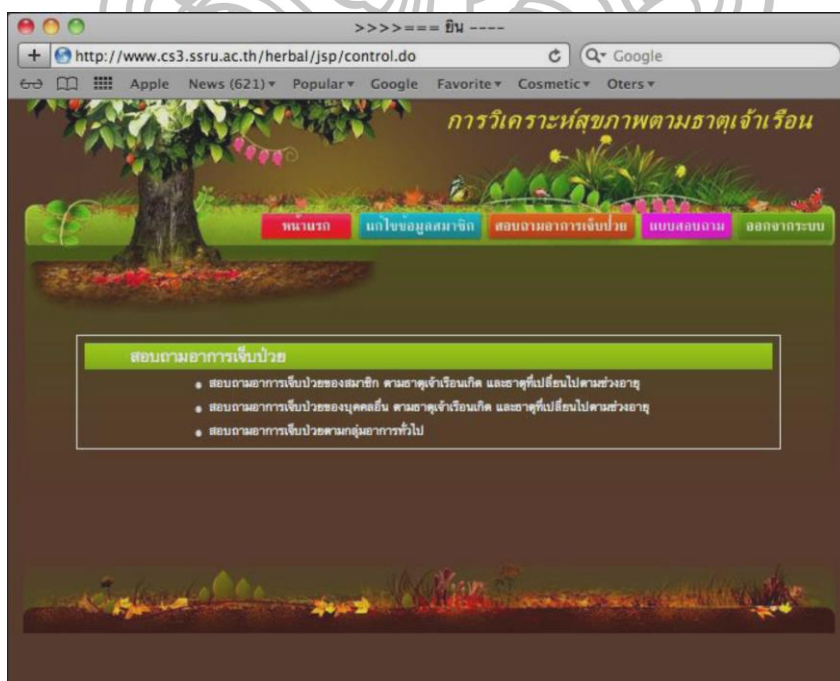 >>>>=== ยิน ----
http://www.cs3.ssru.ac.th/herbal/jsp/control.do
Google
Apple News (621) Popular Google Favorite Cosmetic Oters
การวิเคราะห์สุขภาพตามธาตุเจ้าเรือน
หน้าแรก แก้ไขข้อมูลสมาชิก สอบถามอาการเจ็บป่วย แบบสอบถาม ออกจากระบบ
สอบถามอาการเจ็บป่วย
สอบถามอาการเจ็บป่วยของสมาชิก ตามธาตุเจ้าเรือนเกิด และธาตุที่เปลี่ยนไปตามช่วงอายุ
สอบถามอาการเจ็บป่วยของบุคคลอื่น ตามธาตุเจ้าเรือนเกิด และธาตุที่เปลี่ยนไปตามช่วงอายุ
สอบถามอาการเจ็บป่วยตามกลุ่มอาการทั่วไป